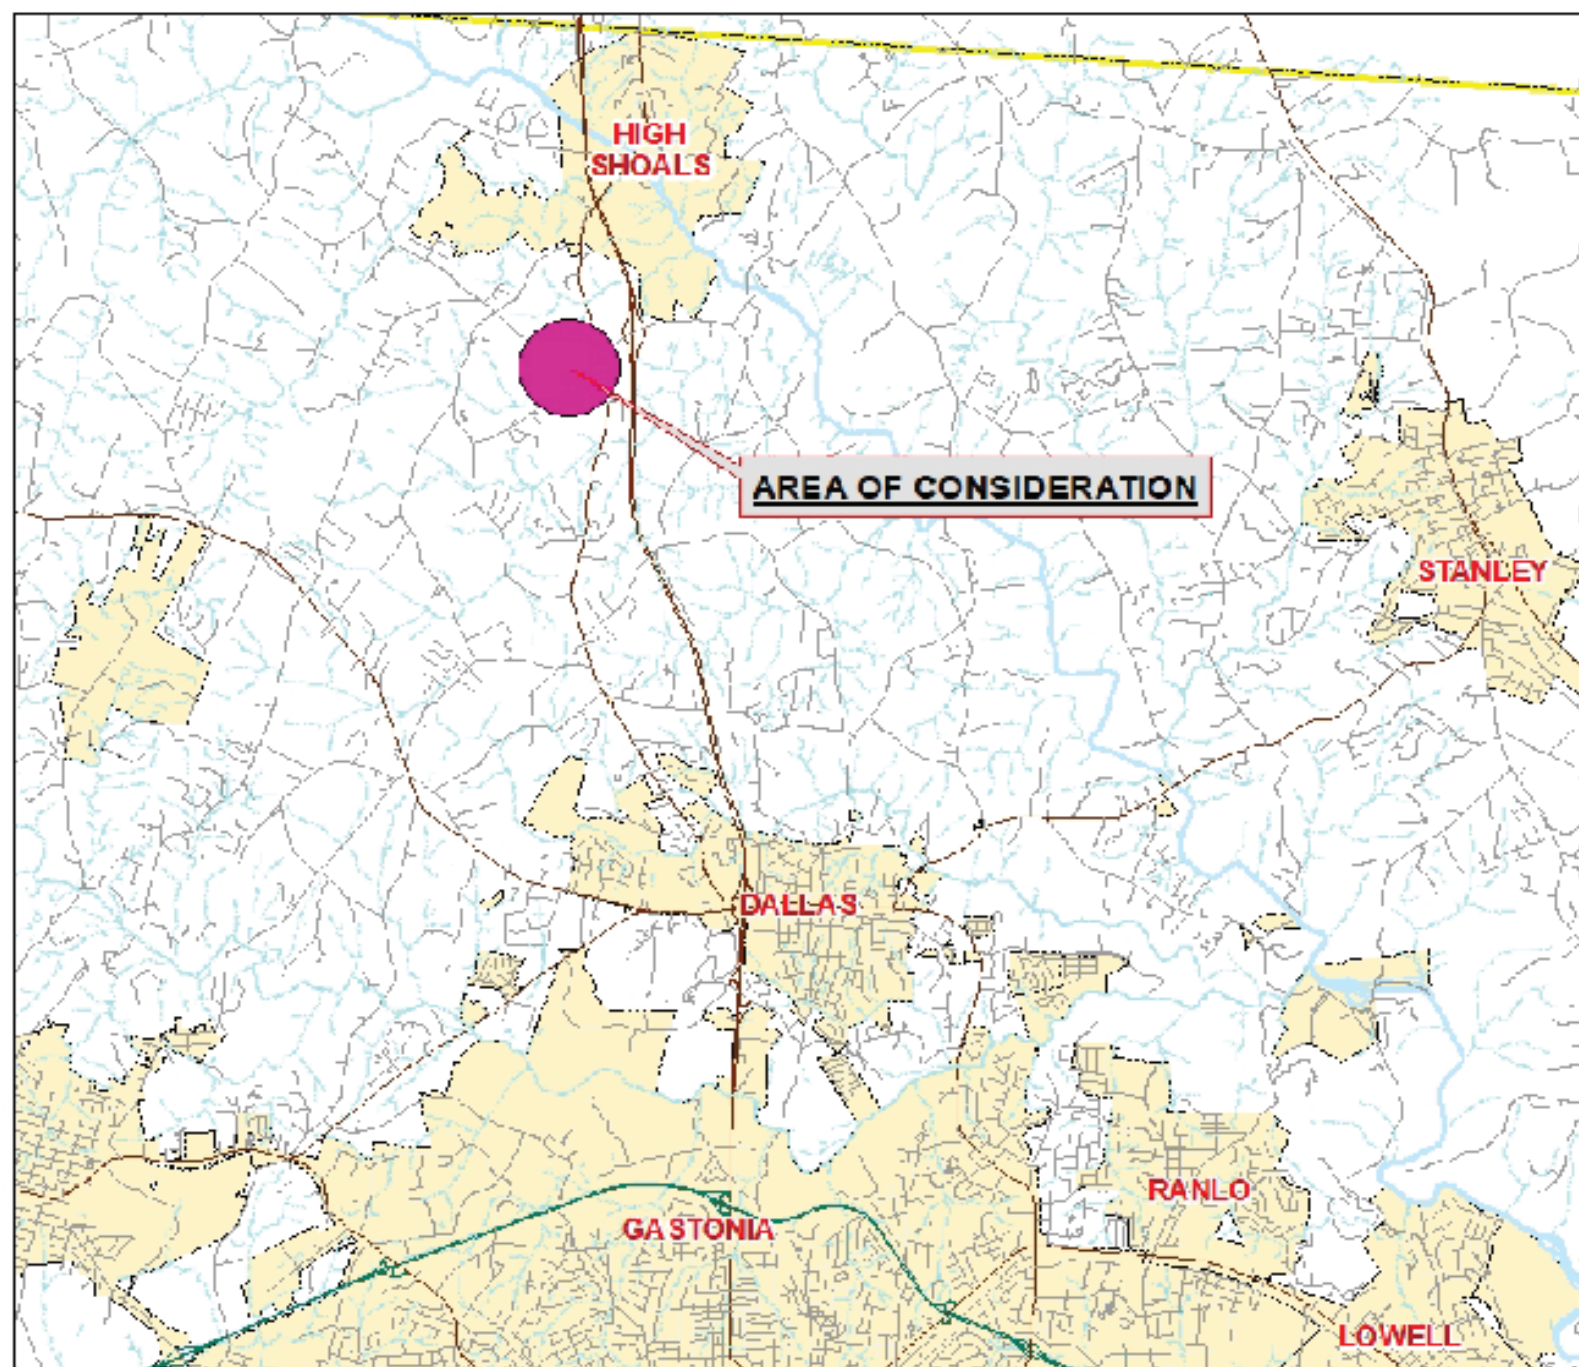 HIGH
SHOALS
AREA OF CONSIDERATION
STANLEY
DALLAS
RANLO
GASTONIA
LOWELL